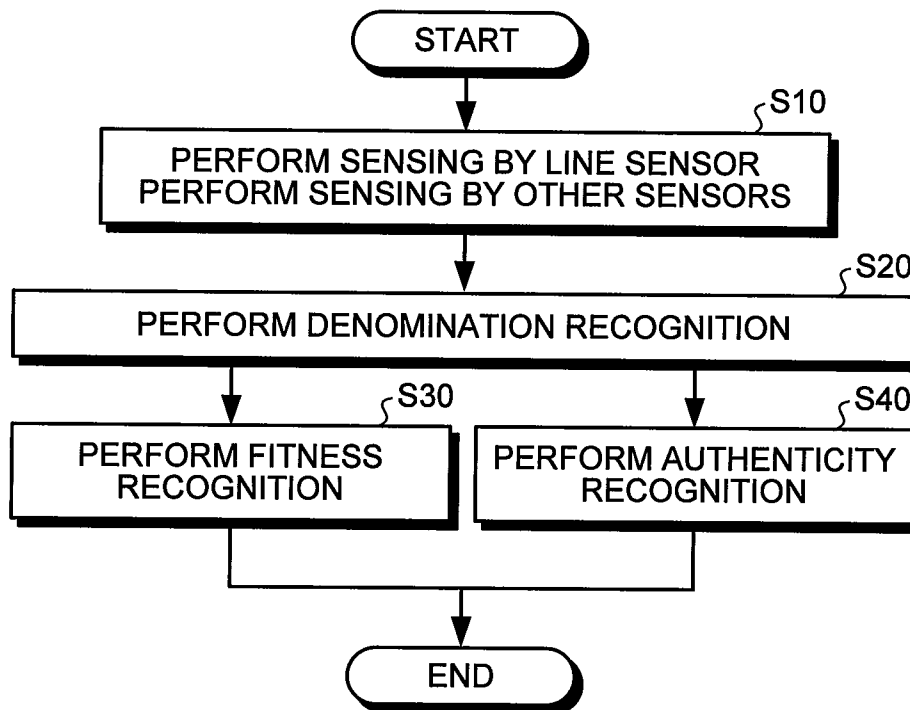 START
S10
PERFORM SENSING BY LINE SENSOR
PERFORM SENSING BY OTHER SENSORS
S20
PERFORM DENOMINATION RECOGNITION
S30
PERFORM FITNESS
RECOGNITION
S40
PERFORM AUTHENTICITY
RECOGNITION
END